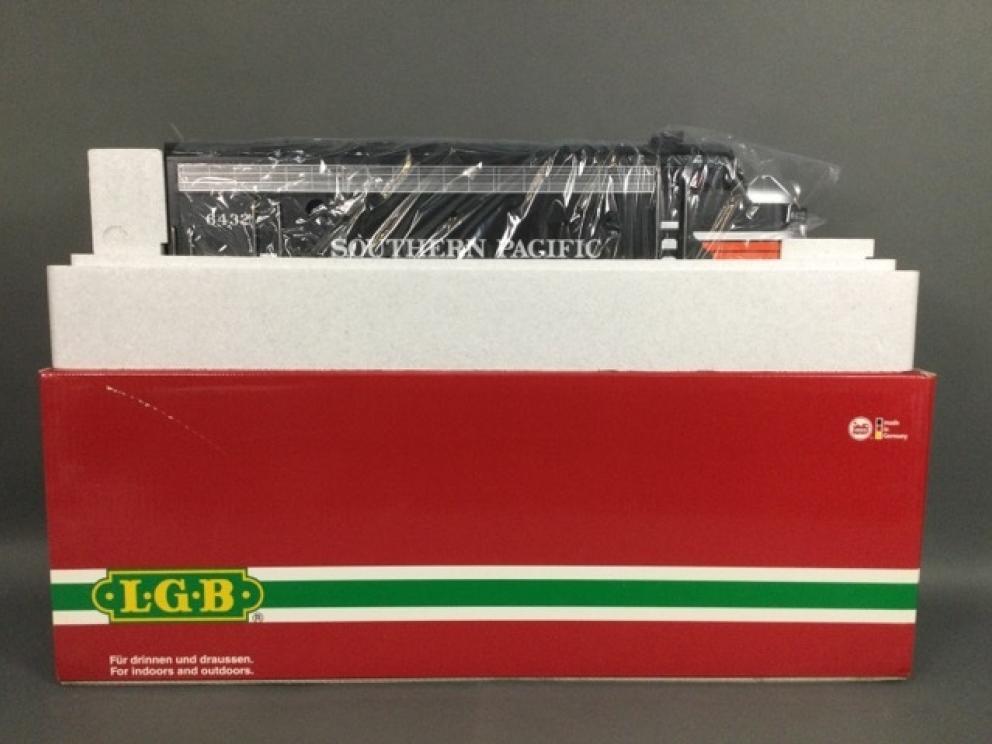 6432
SOUTHERN PACIFIC
made
in
Germany
L·G·B
®
Für drinnen und draussen.
For indoors and outdoors.